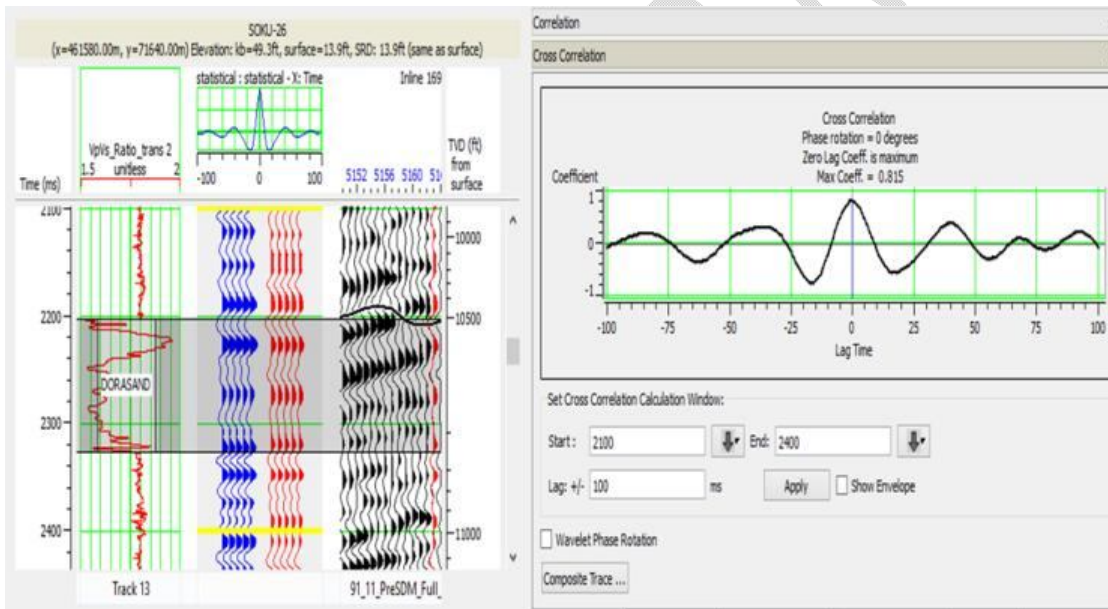 SOKU-26
(x=461580.00m, y=71640.00m) Elevation: kb=49.3ft, surface=13.9ft, SRD: 13.9ft (same as surface)
statistical : statistical - X: Time
Inline 169
VpVs_Ratio_trans 2
unitless
1.5 2
-100 0 100
5152 5156 5160 51
TVD (ft)
from
surface
Time (ms)
2100
2200
2300
2400
DORASAND
10000
10500
11000
Track 13
91_11_PreSDM_Full_
Correlation
Cross Correlation
Cross Correlation
Phase rotation = 0 degrees
Zero Lag Coeff. is maximum
Max Coeff. = 0.815
Coefficient
1
0
-1
-100 -75 -50 -25 0 25 50 75 100
Lag Time
Set Cross Correlation Calculation Window:
Start : 2100 End: 2400
Lag: +/- 100 ms Apply Show Envelope
Wavelet Phase Rotation
Composite Trace ...